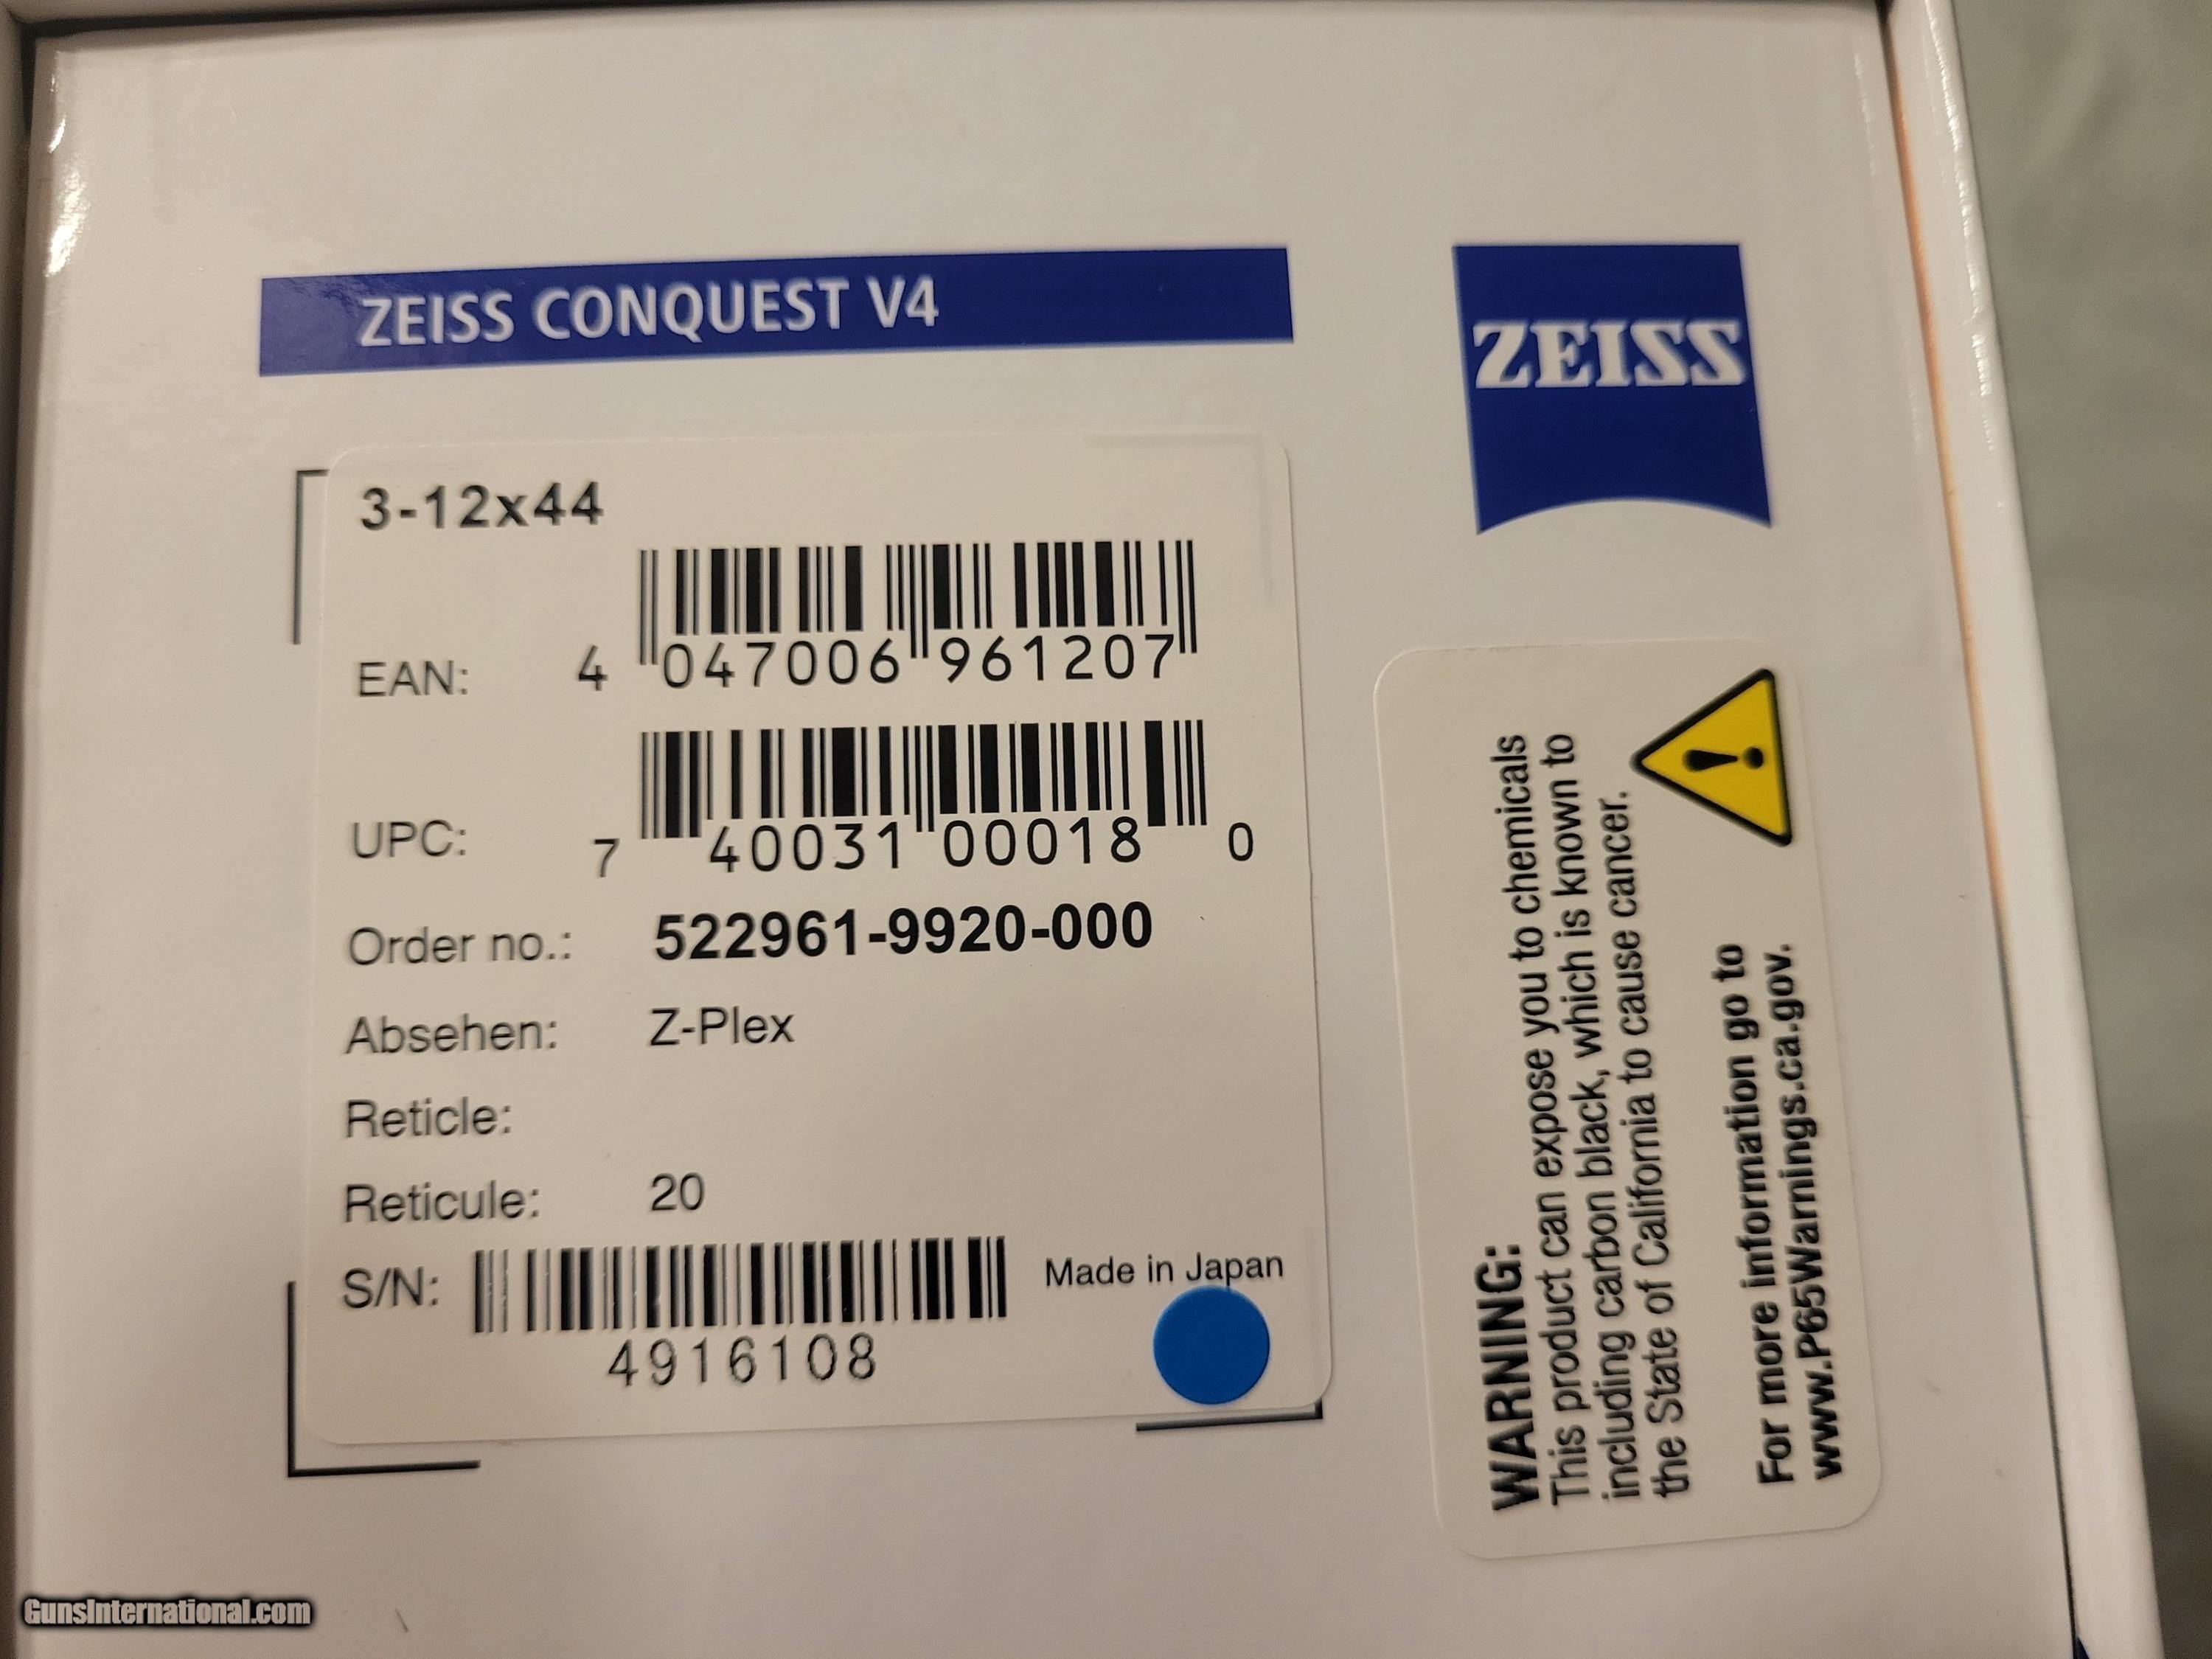 ZEISS CONQUEST V4
ZEISS
3-12x44
EAN: 4 047006 961207
UPC: 7 40031 00018 0
Order no.: 522961-9920-000
Absehen: Z-Plex
Reticle:
Reticule: 20
S/N:
4916108
Made in Japan
WARNING:
This product can expose you to chemicals
including carbon black, which is known to
the State of California to cause cancer.
For more information go to
www.P65Warnings.ca.gov.
GunsInternational.com